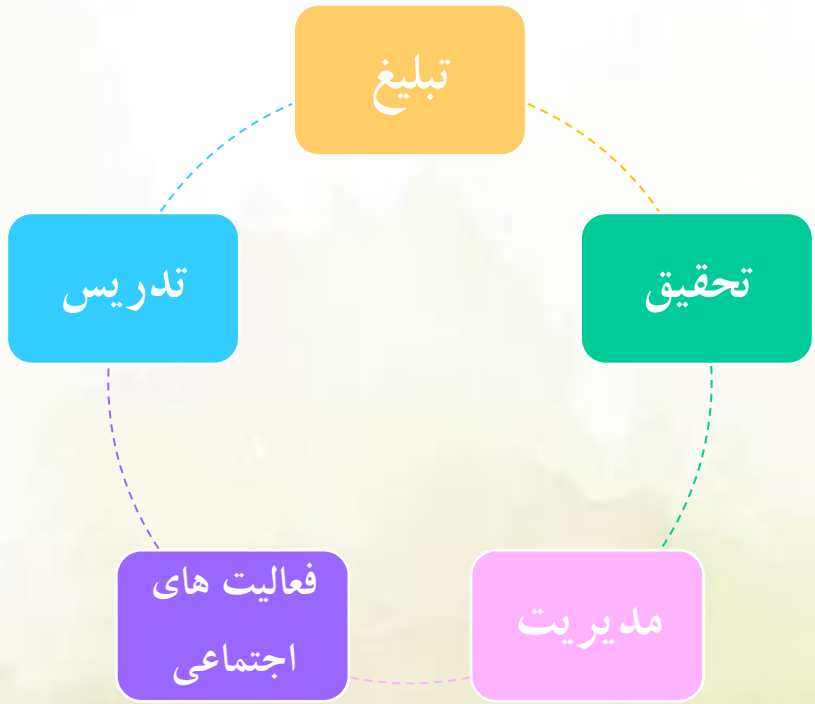 تبلیغ
تحقیق
مدیریت
فعالیت های
اجتماعی
تدریس